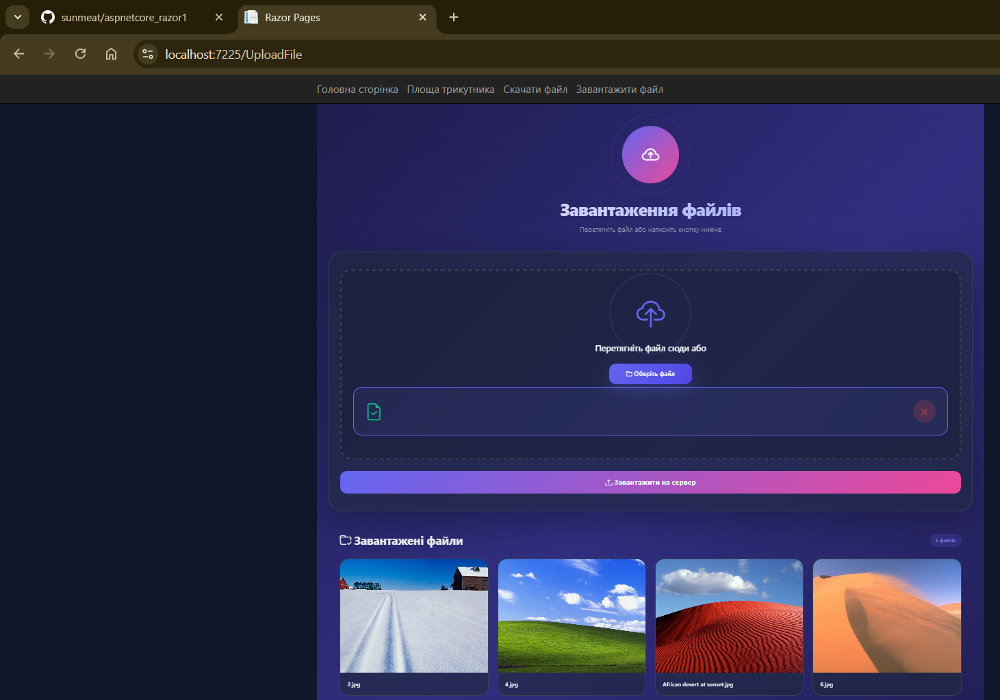 sunmeat/aspnetcore_razor1
Razor Pages
localhost:7225/UploadFile
Головна сторінка Площа трикутника Скачати файл Завантажити файл
Завантаження файлів
Перетягніть файл або натисніть кнопку нижче
Перетягніть файл сюди або
Оберіть файл
Завантажити на сервер
Завантажені файли
5 файлів
2.jpg
4.jpg
African desert at sunset.jpg
6.jpg